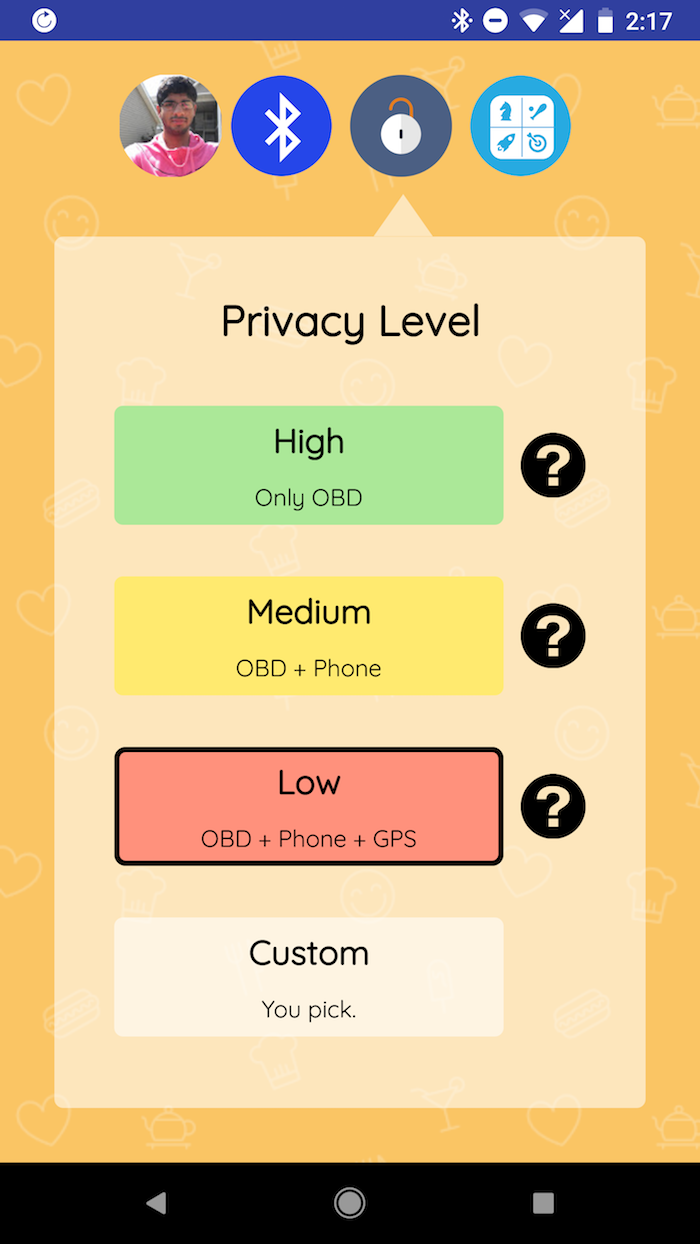 2:17
Privacy Level
High
Only OBD
?
Medium
OBD + Phone
?
Low
OBD + Phone + GPS
?
Custom
You pick.